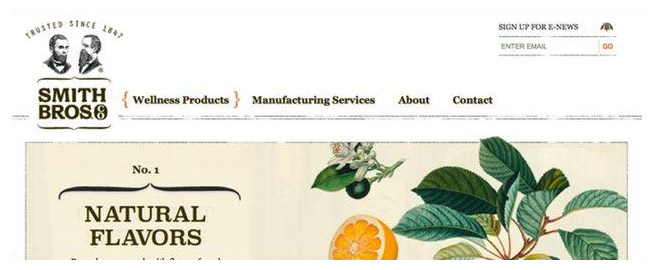 TRUSTED SINCE 1847
SMITH
BROS. CO
SIGN UP FOR E-NEWS
ENTER EMAIL GO
{ Wellness Products } Manufacturing Services About Contact
No. 1
NATURAL
FLAVORS